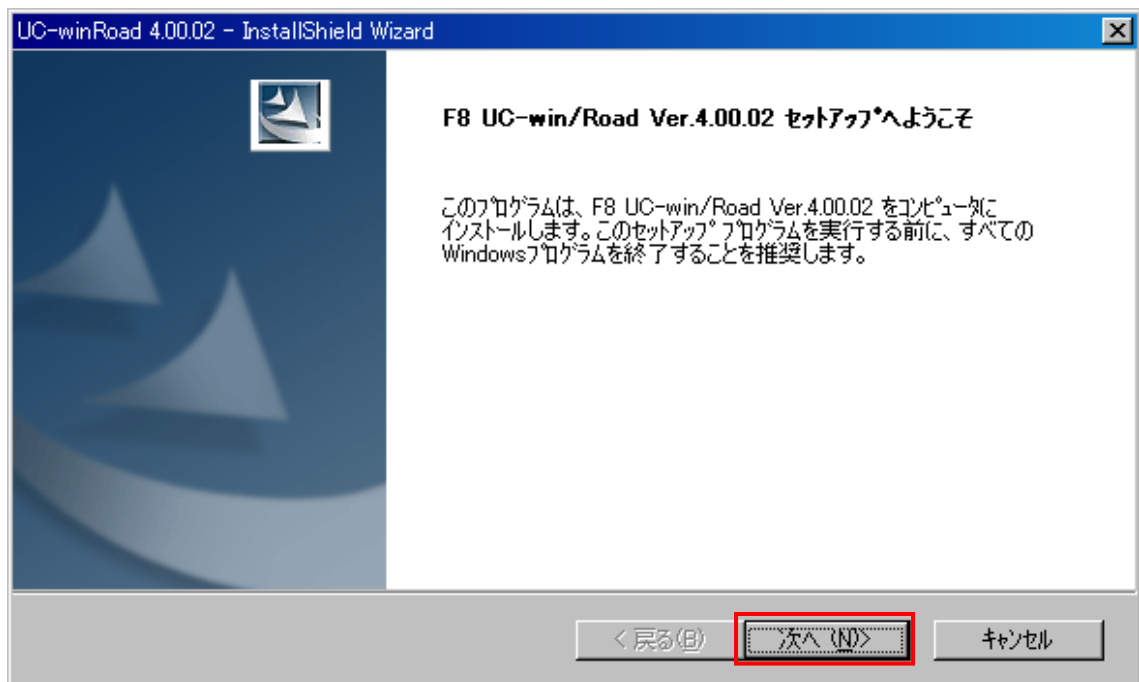 UC-winRoad 4.00.02 - InstallShield Wizard
F8 UC-win/Road Ver.4.00.02 ｾｯﾄｱｯﾌﾟへようこそ
このﾌﾟﾛｸﾞﾗﾑは、F8 UC-win/Road Ver.4.00.02 をｺﾝﾋﾟｭｰﾀに
ｲﾝｽﾄｰﾙします。このｾｯﾄｱｯﾌﾟ ﾌﾟﾛｸﾞﾗﾑを実行する前に、すべての
Windowsﾌﾟﾛｸﾞﾗﾑを終了することを推奨します。
< 戻る(B) 次へ (N)> ｷｬﾝｾﾙ